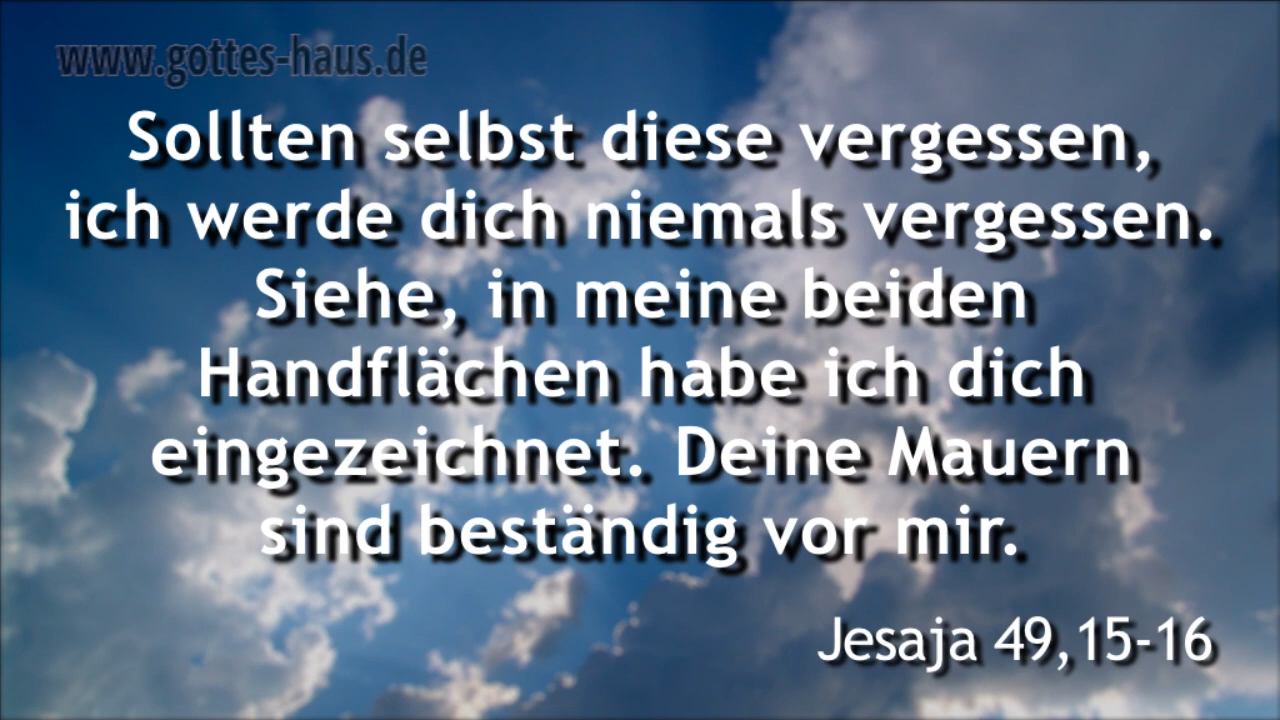 www.gottes-haus.de
Sollten selbst diese vergessen,
ich werde dich niemals vergessen.
Siehe, in meine beiden
Handflächen habe ich dich
eingezeichnet. Deine Mauern
sind beständig vor mir.
Jesaja 49,15-16